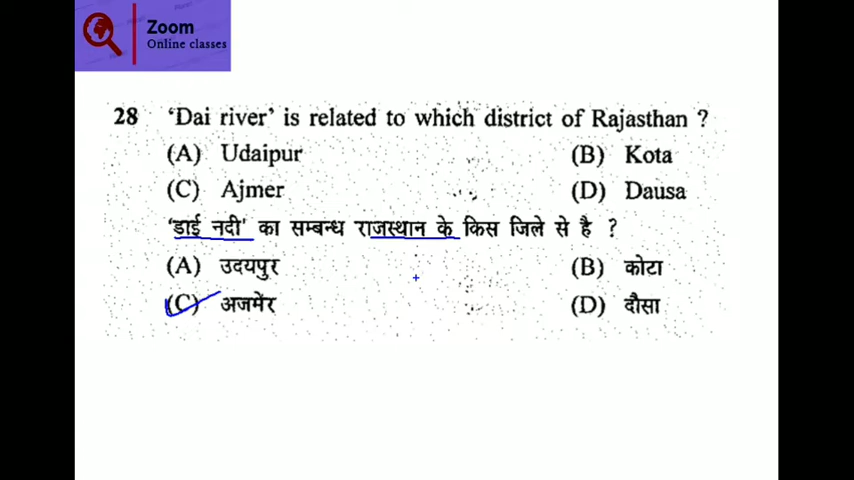 Zoom
Online classes
28 'Dai river' is related to which district of Rajasthan ?
(A) Udaipur (B) Kota
(C) Ajmer (D) Dausa
'डाई नदी' का सम्बन्ध राजस्थान के किस जिले से है ?
(A) उदयपुर (B) कोटा
(C) अजमेंर (D) दौसा